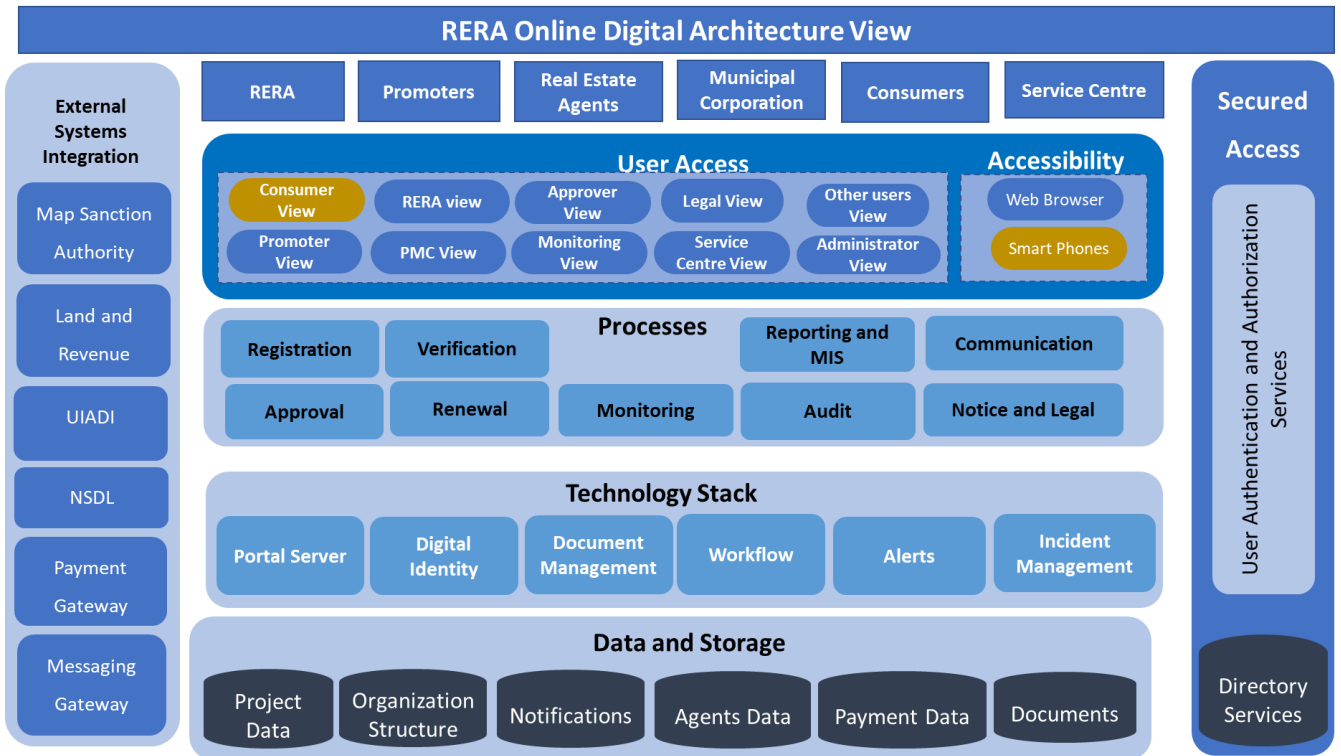 RERA Online Digital Architecture View
External
Systems
Integration
Map Sanction
Authority
Land and
Revenue
UIADI
NSDL
Payment
Gateway
Messaging
Gateway
RERA
Promoters
Real Estate
Agents
Municipal
Corporation
Consumers
Service Centre
User Access
Consumer
View
RERA view
Approver
View
Legal View
Other users
View
Promoter
View
PMC View
Monitoring
View
Service
Centre View
Administrator
View
Accessibility
Web Browser
Smart Phones
Processes
Registration
Verification
Reporting and
MIS
Communication
Approval
Renewal
Monitoring
Audit
Notice and Legal
Technology Stack
Portal Server
Digital
Identity
Document
Management
Workflow
Alerts
Incident
Management
Data and Storage
Project
Data
Organization
Structure
Notifications
Agents Data
Payment Data
Documents
Secured
Access
User Authentication and Authorization
Services
Directory
Services